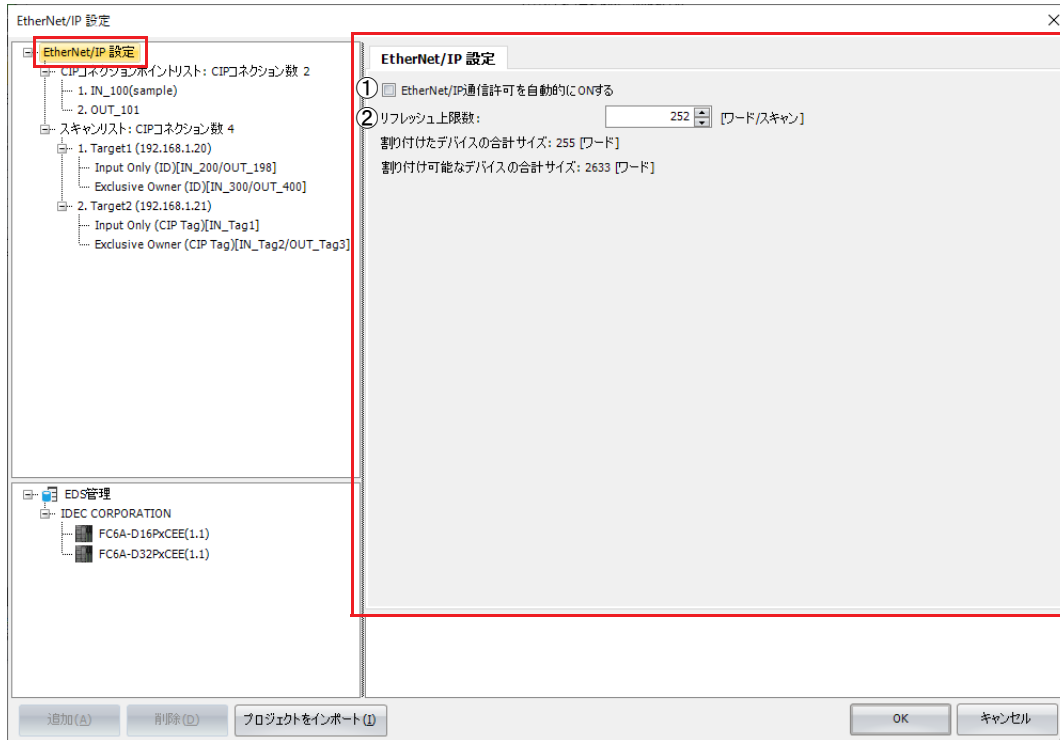 EtherNet/IP 設定
EtherNet/IP 設定
CIPコネクションポイントリスト: CIPコネクション数 2
1. IN_100(sample)
2. OUT_101
スキャンリスト: CIPコネクション数 4
1. Target1 (192.168.1.20)
Input Only (ID)[IN_200/OUT_198]
Exclusive Owner (ID)[IN_300/OUT_400]
2. Target2 (192.168.1.21)
Input Only (CIP Tag)[IN_Tag1]
Exclusive Owner (CIP Tag)[IN_Tag2/OUT_Tag3]
EtherNet/IP 設定
① EtherNet/IP通信許可を自動的にONする
② リフレッシュ上限数: 252 [ワード/スキャン]
割り付けたデバイスの合計サイズ: 255 [ワード]
割り付け可能なデバイスの合計サイズ: 2633 [ワード]
EDS管理
IDEC CORPORATION
FC6A-D16PxCEE(1.1)
FC6A-D32PxCEE(1.1)
追加(A) 削除(D) プロジェクトをインポート(I) OK キャンセル